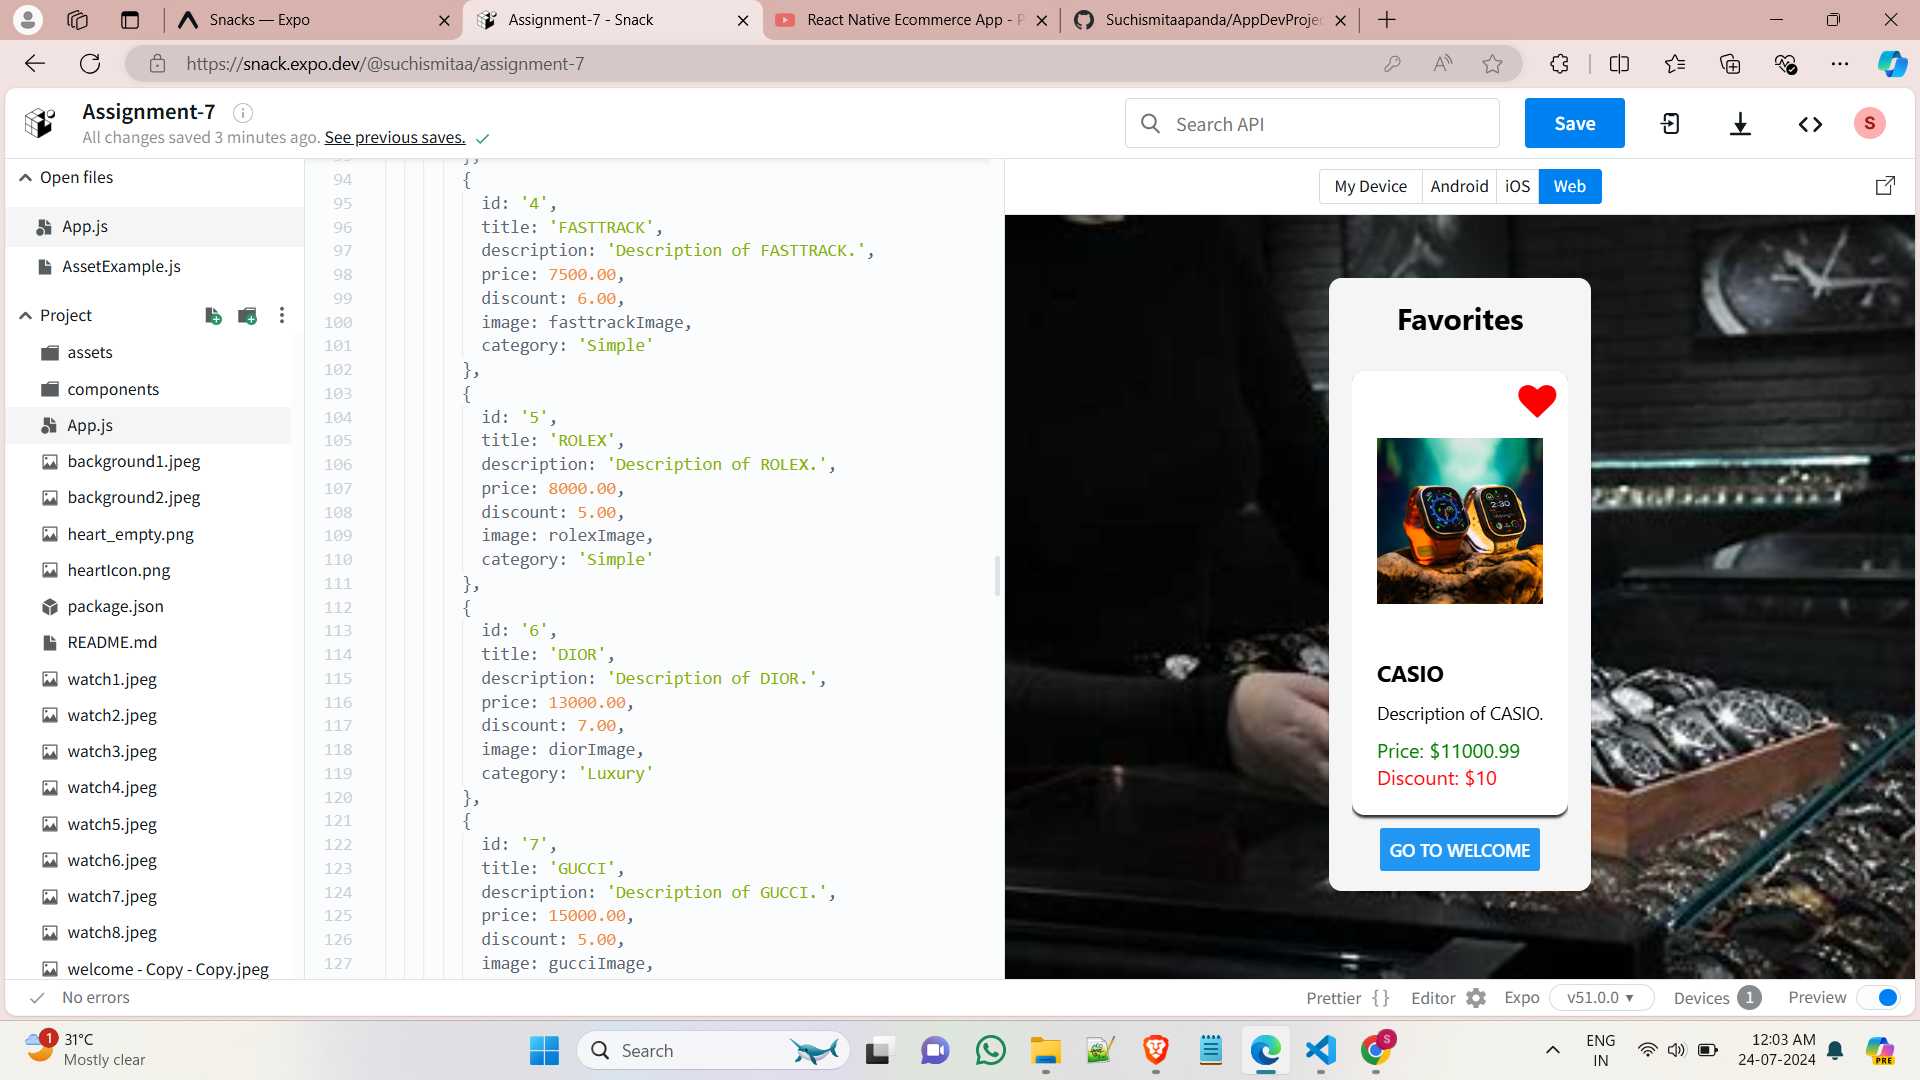 Snacks — Expo
Assignment-7 - Snack
React Native Ecommerce App - P
Suchismitaapanda/AppDevProjec
https://snack.expo.dev/@suchismitaa/assignment-7
Assignment-7
All changes saved 3 minutes ago. See previous saves.
Search API
Save
S
Open files
App.js
AssetExample.js
Project
assets
components
App.js
background1.jpeg
background2.jpeg
heart_empty.png
heartIcon.png
package.json
README.md
watch1.jpeg
watch2.jpeg
watch3.jpeg
watch4.jpeg
watch5.jpeg
watch6.jpeg
watch7.jpeg
watch8.jpeg
welcome - Copy - Copy.jpeg
94 {
95 id: '4',
96 title: 'FASTTRACK',
97 description: 'Description of FASTTRACK.',
98 price: 7500.00,
99 discount: 6.00,
100 image: fasttrackImage,
101 category: 'Simple'
102 },
103 {
104 id: '5',
105 title: 'ROLEX',
106 description: 'Description of ROLEX.',
107 price: 8000.00,
108 discount: 5.00,
109 image: rolexImage,
110 category: 'Simple'
111 },
112 {
113 id: '6',
114 title: 'DIOR',
115 description: 'Description of DIOR.',
116 price: 13000.00,
117 discount: 7.00,
118 image: diorImage,
119 category: 'Luxury'
120 },
121 {
122 id: '7',
123 title: 'GUCCI',
124 description: 'Description of GUCCI.',
125 price: 15000.00,
126 discount: 5.00,
127 image: gucciImage,
My Device Android iOS Web
Favorites
2:30
CASIO
Description of CASIO.
Price: $11000.99
Discount: $10
GO TO WELCOME
No errors
Prettier {} Editor Expo v51.0.0 Devices 1 Preview
1
31°C
Mostly clear
Search
S
ENG
IN
12:03 AM
24-07-2024
PRE